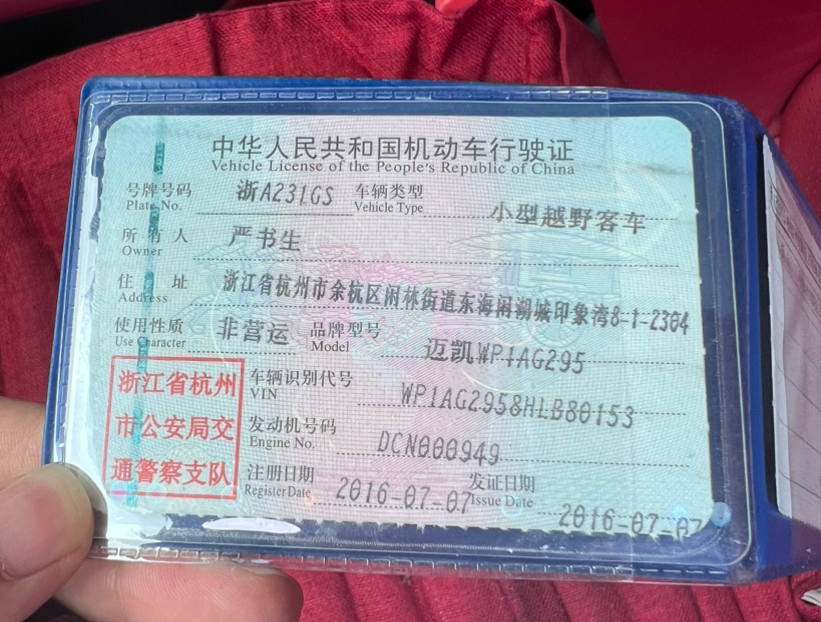 中华人民共和国机动车行驶证
Vehicle License of the People's Republic of China
号牌号码 浙A231GS 车辆类型 小型越野客车
Plate No. Vehicle Type
所有人 严书生
Owner
住址 浙江省杭州市余杭区闲林街道东海闲湖城印象湾8-1-2304
Address
使用性质 非营运 品牌型号 迈凯WP1AG295
Use Character Model
浙江省杭州
市公安局交
通警察支队
车辆识别代号 WP1AG2958HLB80153
VIN
发动机号码 DCN000949
Engine No.
注册日期 2016-07-07 发证日期 2016-07-07
Register Date Issue Date